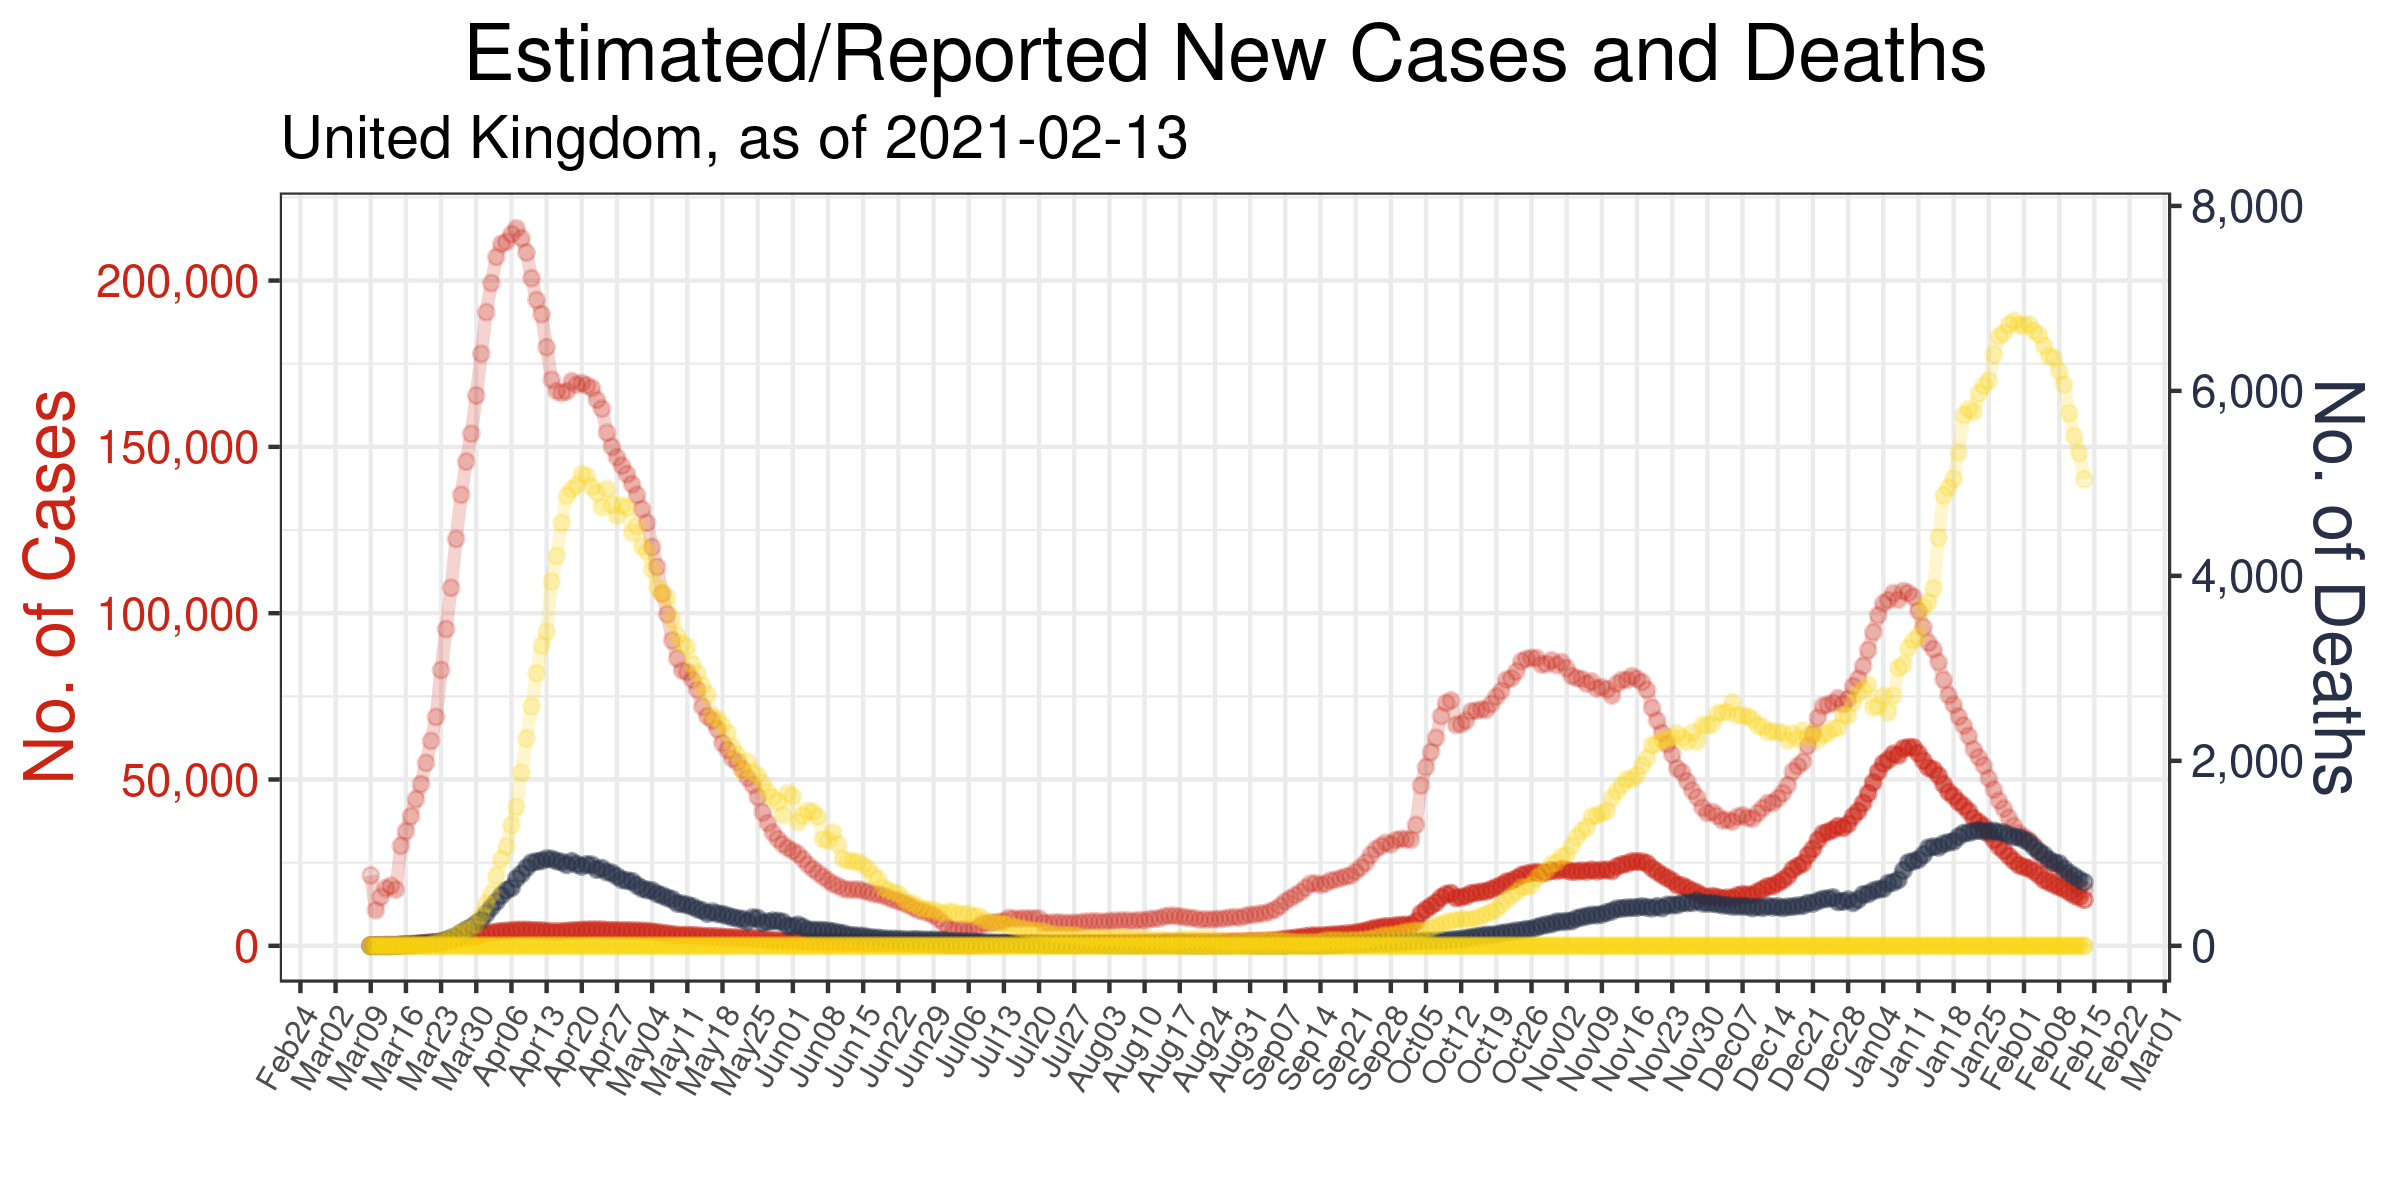 Estimated/Reported New Cases and Deaths
United Kingdom, as of 2021-02-13
No. of Cases
200,000
150,000
100,000
50,000
0
8,000
6,000
4,000
2,000
0
No. of Deaths
Feb24
Mar02
Mar09
Mar16
Mar23
Mar30
Apr06
Apr13
Apr20
Apr27
May04
May11
May18
May25
Jun01
Jun08
Jun15
Jun22
Jun29
Jul06
Jul13
Jul20
Jul27
Aug03
Aug10
Aug17
Aug24
Aug31
Sep07
Sep14
Sep21
Sep28
Oct05
Oct12
Oct19
Oct26
Nov02
Nov09
Nov16
Nov23
Nov30
Dec07
Dec14
Dec21
Dec28
Jan04
Jan11
Jan18
Jan25
Feb01
Feb08
Feb15
Feb22
Mar01